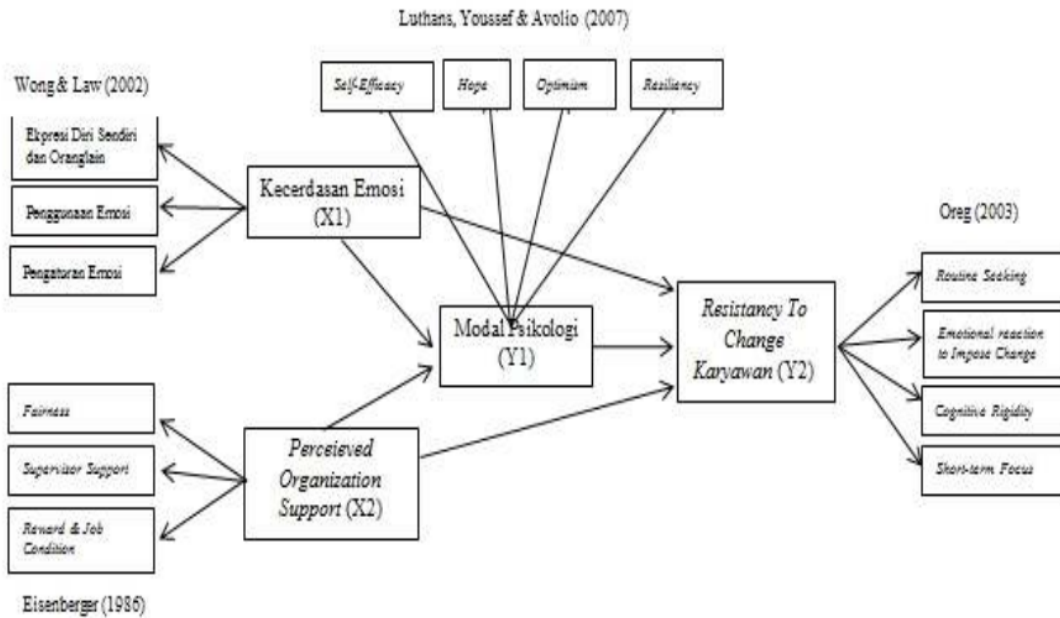 Luthans, Youssef & Avolio (2007)
Wong & Law (2002)
Self-Efficacy
Hope
Optimism
Resiliency
Ekpresi Diri Sendiri
dan Oranglain
Penggunaan Emosi
Pengaturan Emosi
Kecerdasan Emosi
(X1)
Modal Psikologi
(Y1)
Resistancy To
Change
Karyawan (Y2)
Oreg (2003)
Routine Seeking
Emotional reaction
to Impose Change
Cognitive Rigidity
Short-term Focus
Fairness
Supervisor Support
Reward & Job
Condition
Perceieved
Organization
Support (X2)
Eisenberger (1986)